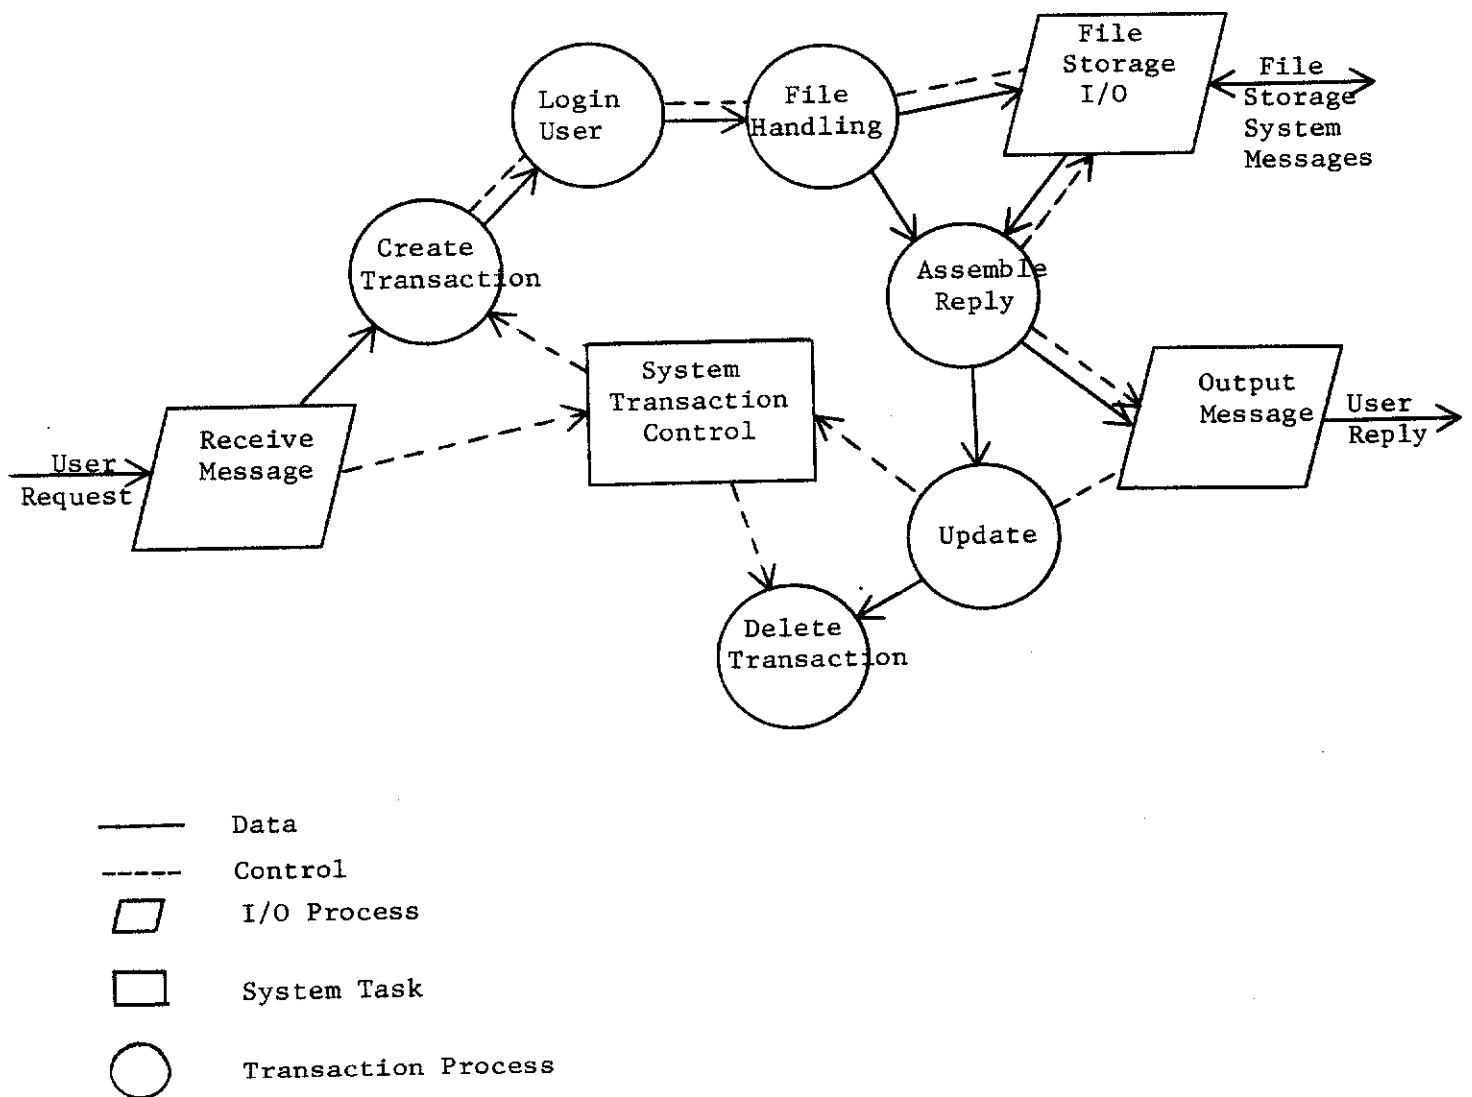 File
Storage
I/O
File
Storage
System
Messages
Login
User
File
Handling
Create
Transaction
Assemble
Reply
System
Transaction
Control
Output
Message
User
Reply
Receive
Message
User
Request
Update
Delete
Transaction
Data
Control
I/O Process
System Task
Transaction Process